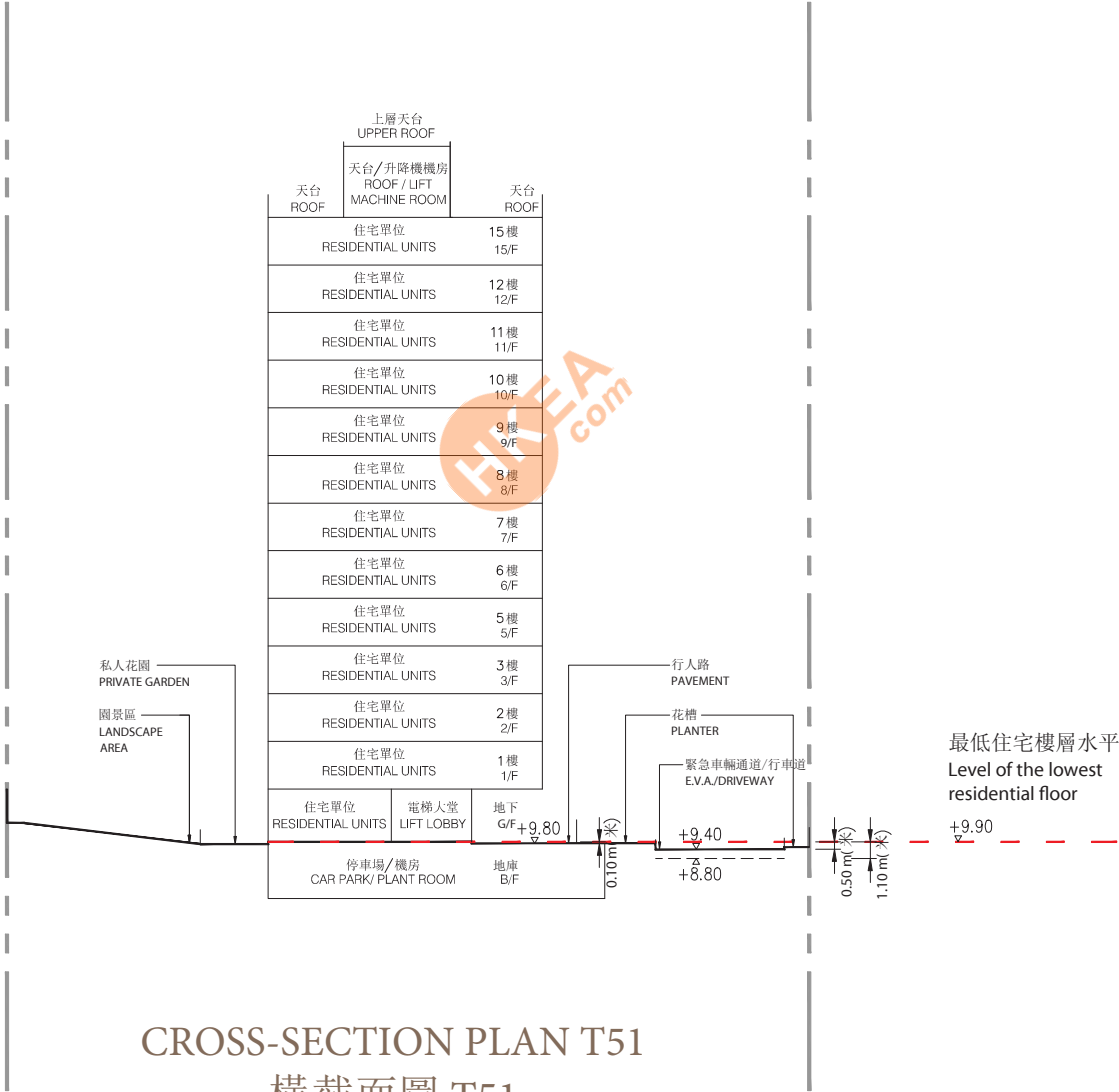 上層天台
UPPER ROOF
天台/升降機機房
ROOF / LIFT
MACHINE ROOM
天台
ROOF
天台
ROOF
住宅單位
RESIDENTIAL UNITS
15樓
15/F
住宅單位
RESIDENTIAL UNITS
12樓
12/F
住宅單位
RESIDENTIAL UNITS
11樓
11/F
住宅單位
RESIDENTIAL UNITS
10樓
10/F
住宅單位
RESIDENTIAL UNITS
9樓
9/F
住宅單位
RESIDENTIAL UNITS
8樓
8/F
住宅單位
RESIDENTIAL UNITS
7樓
7/F
住宅單位
RESIDENTIAL UNITS
6樓
6/F
住宅單位
RESIDENTIAL UNITS
5樓
5/F
住宅單位
RESIDENTIAL UNITS
3樓
3/F
住宅單位
RESIDENTIAL UNITS
2樓
2/F
住宅單位
RESIDENTIAL UNITS
1樓
1/F
住宅單位
RESIDENTIAL UNITS
電梯大堂
LIFT LOBBY
地下
G/F
+9.80
停車場/機房
CAR PARK/ PLANT ROOM
地庫
B/F
HKEA
com
私人花園
PRIVATE GARDEN
園景區
LANDSCAPE
AREA
行人路
PAVEMENT
花槽
PLANTER
緊急車輛通道/行車道
E.V.A./DRIVEWAY
+9.40
+8.80
0.10 m(米)
0.50 m(米)
1.10 m(米)
最低住宅樓層水平
Level of the lowest
residential floor
+9.90
CROSS-SECTION PLAN T51
橫截面圖 T51